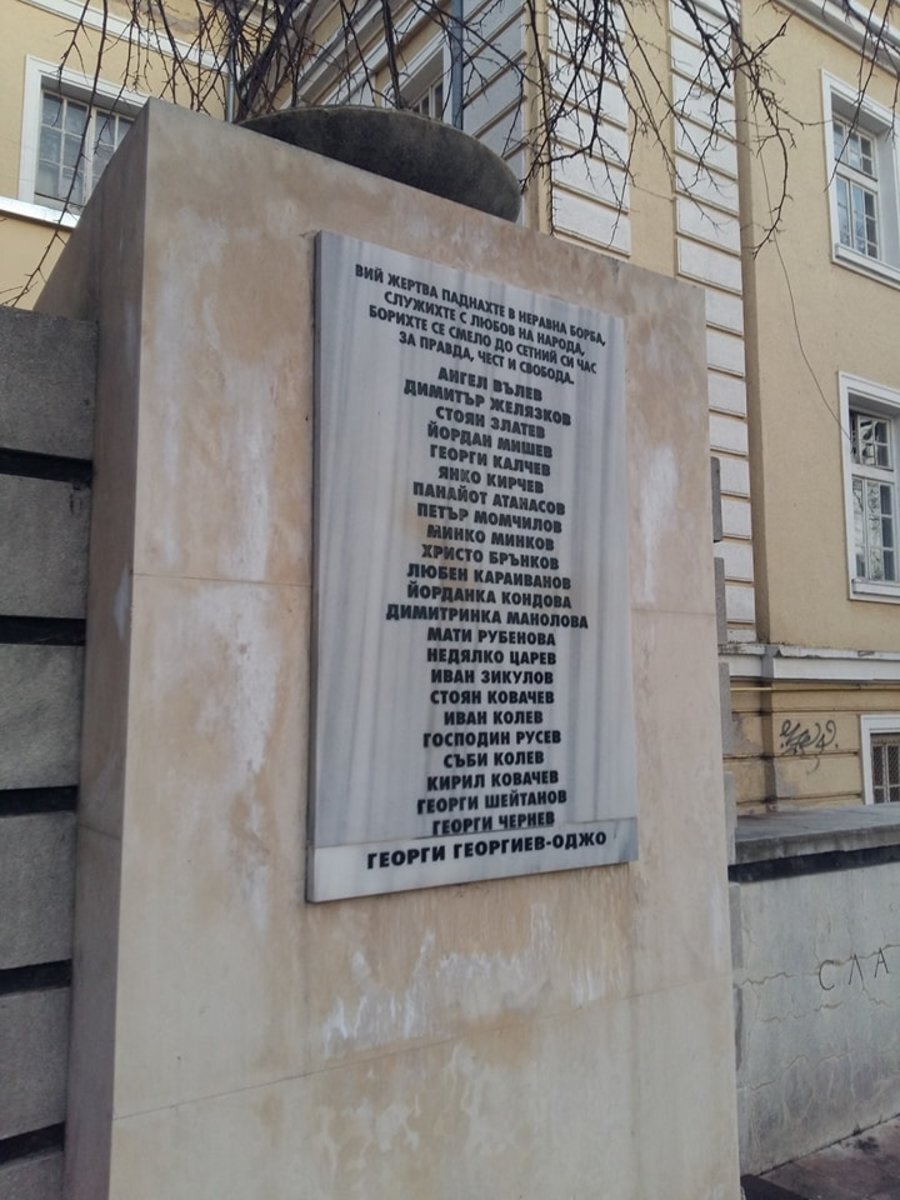 ВИЙ ЖЕРТВА ПАДНАХТЕ В НЕРАВНА БОРБА,
СЛУЖИХТЕ С ЛЮБОВ НА НАРОДА,
БОРИХТЕ СЕ СМЕЛО ДО СЕТНИЙ СИ ЧАС
ЗА ПРАВДА, ЧЕСТ И СВОБОДА.
АНГЕЛ ВЪЛЕВ
ДИМИТЪР ЖЕЛЯЗКОВ
СТОЯН ЗЛАТЕВ
ЙОРДАН МИШЕВ
ГЕОРГИ КАЛЧЕВ
ЯНКО КИРЧЕВ
ПАНАЙОТ АТАНАСОВ
ПЕТЪР МОМЧИЛОВ
МИНКО МИНКОВ
ХРИСТО БРЪНКОВ
ЛЮБЕН КАРАИВАНОВ
ЙОРДАНКА КОНДОВА
ДИМИТРИНКА МАНОЛОВА
МАТИ РУБЕНОВА
НЕДЯЛКО ЦАРЕВ
ИВАН ЗИКУЛОВ
СТОЯН КОВАЧЕВ
ИВАН КОЛЕВ
ГОСПОДИН РУСЕВ
СЪБИ КОЛЕВ
КИРИЛ КОВАЧЕВ
ГЕОРГИ ШЕЙТАНОВ
ГЕОРГИ ЧЕРНЕВ
ГЕОРГИ ГЕОРГИЕВ-ОДЖО
СЛА